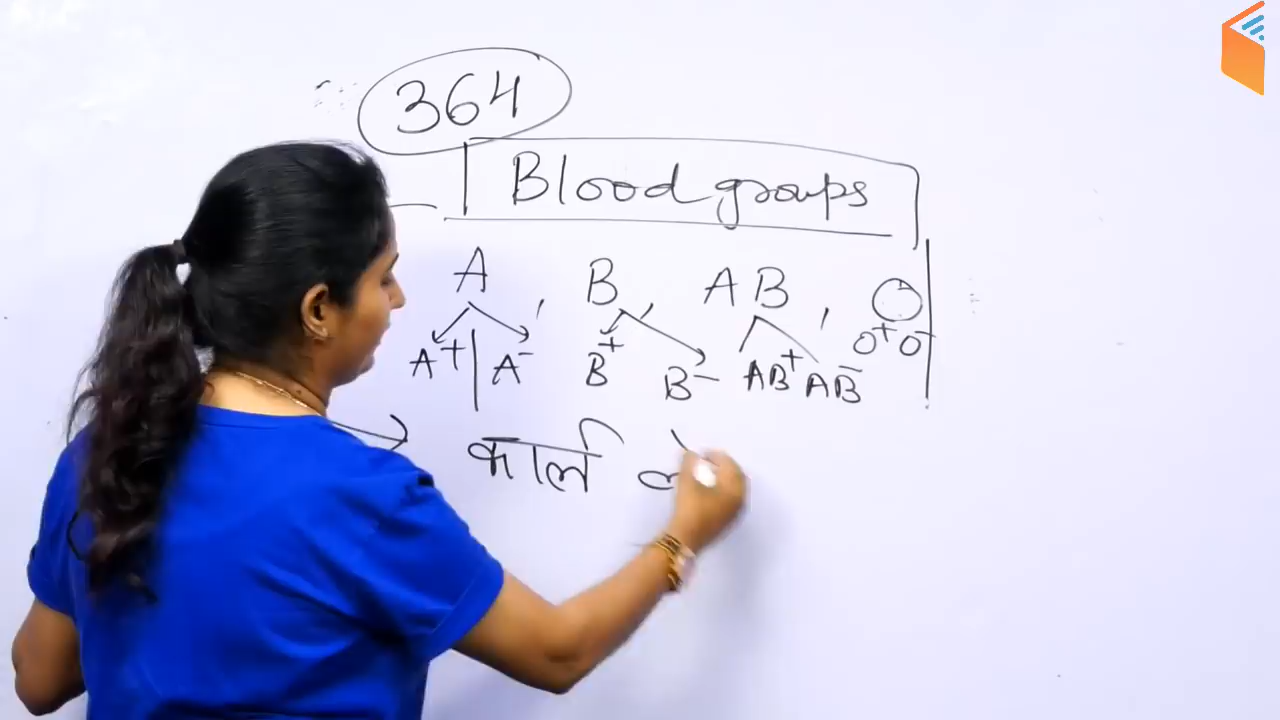 364
Blood groups
A , B , AB , O
A+ A- B+ B- AB+ AB- O+ O-
कार्ल